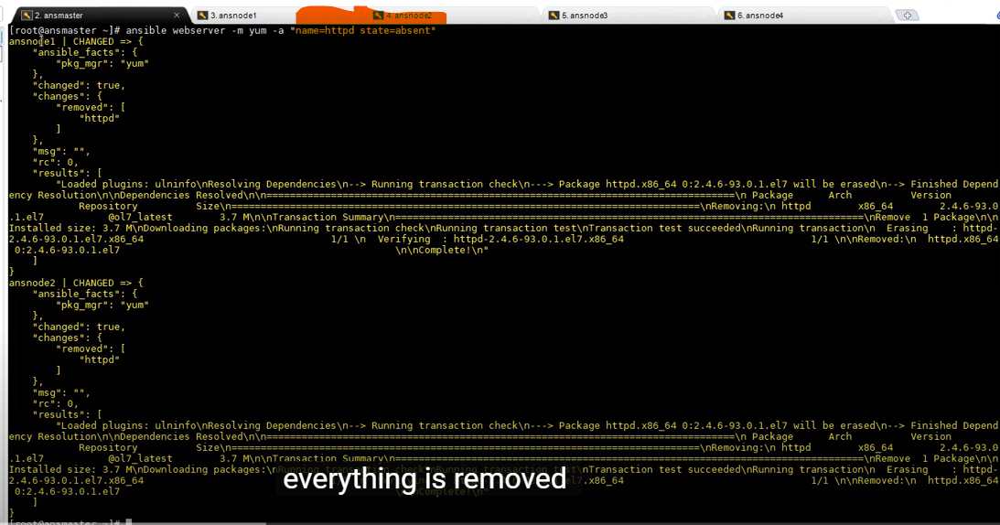 2. ansmaster
3. ansnode1
4. ansnode2
5. ansnode3
6. ansnode4
[root@ansmaster ~]# ansible webserver -m yum -a "name=httpd state=absent"
ansnode1 | CHANGED => {
"ansible_facts": {
"pkg_mgr": "yum"
},
"changed": true,
"changes": {
"removed": [
"httpd"
]
},
"msg": "",
"rc": 0,
"results": [
"Loaded plugins: ulninfo\nResolving Dependencies\n--> Running transaction check\n---> Package httpd.x86_64 0:2.4.6-93.0.1.el7 will be erased\n--> Finished Depend
ency Resolution\n\nDependencies Resolved\n\n================================================================================\n Package Arch Version
Repository Size\n================================================================================\nRemoving:\n httpd x86_64 2.4.6-93.0
.1.el7 @ol7_latest 3.7 M\n\nTransaction Summary\n================================================================================\nRemove 1 Package\n\n
Installed size: 3.7 M\nDownloading packages:\nRunning transaction check\nRunning transaction test\nTransaction test succeeded\nRunning transaction\n Erasing : httpd-
2.4.6-93.0.1.el7.x86_64 1/1 \n Verifying : httpd-2.4.6-93.0.1.el7.x86_64 1/1 \n\nRemoved:\n httpd.x86_64
0:2.4.6-93.0.1.el7 \n\nComplete!\n"
]
}
ansnode2 | CHANGED => {
"ansible_facts": {
"pkg_mgr": "yum"
},
"changed": true,
"changes": {
"removed": [
"httpd"
]
},
"msg": "",
"rc": 0,
"results": [
"Loaded plugins: ulninfo\nResolving Dependencies\n--> Running transaction check\n---> Package httpd.x86_64 0:2.4.6-93.0.1.el7 will be erased\n--> Finished Depend
ency Resolution\n\nDependencies Resolved\n\n================================================================================\n Package Arch Version
Repository Size\n================================================================================\nRemoving:\n httpd x86_64 2.4.6-93.0
.1.el7 @ol7_latest 3.7 M\n\nTransaction Summary\n================================================================================\nRemove 1 Package\n\n
Installed size: 3.7 M\nDownloading packages:\nRunning transaction check\nRunning transaction test\nTransaction test succeeded\nRunning transaction\n Erasing : httpd-
2.4.6-93.0.1.el7.x86_64 7.x86_64 1/1 \n\nRemoved:\n httpd.x86_64
everything is removed
0:2.4.6-93.0.1.el7 Complete!\n"
]
}
[root@ansmaster ~]#